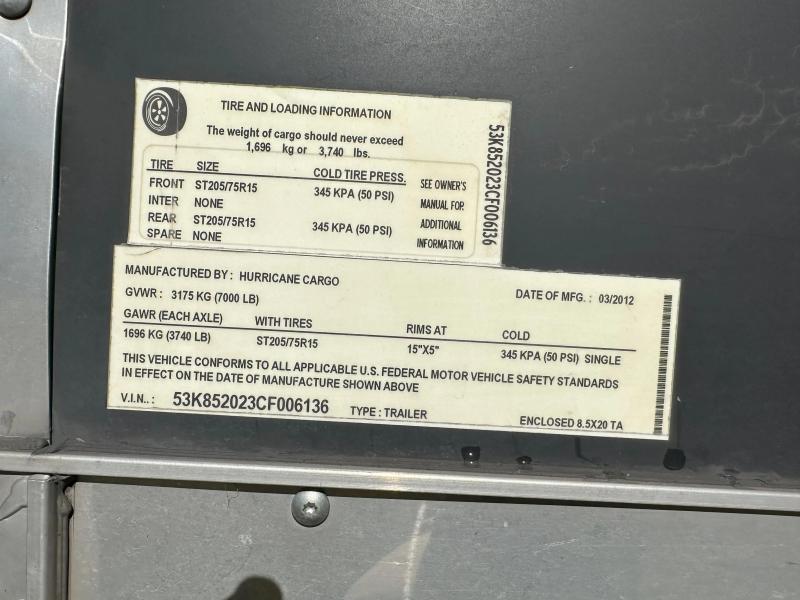 TIRE AND LOADING INFORMATION
The weight of cargo should never exceed
1,696 kg or 3,740 lbs.
TIRE SIZE COLD TIRE PRESS.
FRONT ST205/75R15 345 KPA (50 PSI)
INTER NONE
REAR ST205/75R15 345 KPA (50 PSI)
SPARE NONE
SEE OWNER'S
MANUAL FOR
ADDITIONAL
INFORMATION
53K852023CF006136
MANUFACTURED BY : HURRICANE CARGO
DATE OF MFG. : 03/2012
GVWR : 3175 KG (7000 LB)
GAWR (EACH AXLE) WITH TIRES RIMS AT COLD
1696 KG (3740 LB) ST205/75R15 15"X5" 345 KPA (50 PSI) SINGLE
THIS VEHICLE CONFORMS TO ALL APPLICABLE U.S. FEDERAL MOTOR VEHICLE SAFETY STANDARDS
IN EFFECT ON THE DATE OF MANUFACTURE SHOWN ABOVE
V.I.N.. : 53K852023CF006136 TYPE : TRAILER ENCLOSED 8.5X20 TA